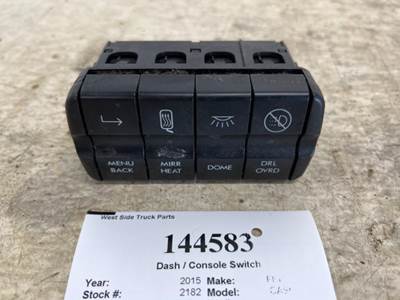 MENU BACK
MIRR HEAT
DOME
DRL OVRD
West Side Truck Parts
144583
Dash / Console Switch
Year: 2015 Make:
Stock #: 2182 Model: